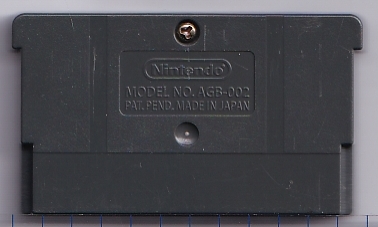 Nintendo
MODEL NO. AGB-002
PAT. PEND. MADE IN JAPAN